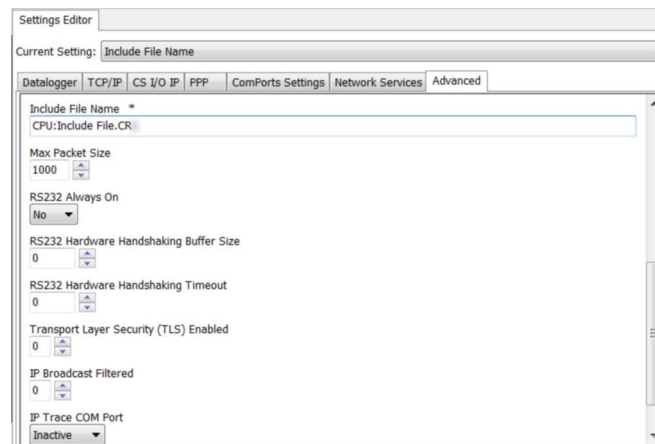 Settings Editor
Current Setting: Include File Name
Datalogger TCP/IP CS I/O IP PPP ComPorts Settings Network Services Advanced
Include File Name *
CPU:Include File.CR
Max Packet Size
1000
RS232 Always On
No
RS232 Hardware Handshaking Buffer Size
0
RS232 Hardware Handshaking Timeout
0
Transport Layer Security (TLS) Enabled
0
IP Broadcast Filtered
0
IP Trace COM Port
Inactive